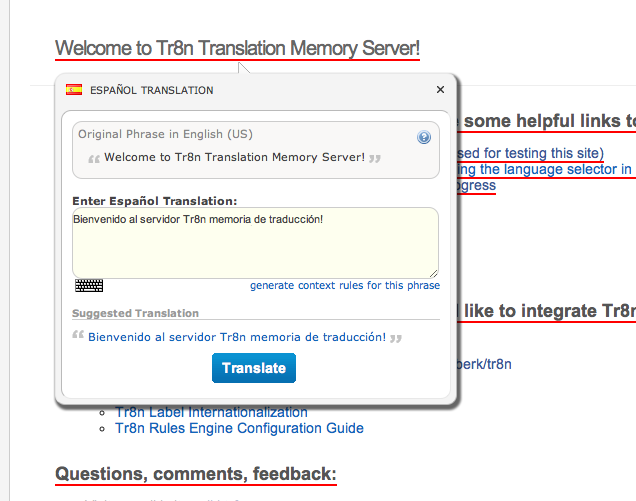 Welcome to Tr8n Translation Memory Server!
ESPAÑOL TRANSLATION
some helpful links to
Original Phrase in English (US)
Welcome to Tr8n Translation Memory Server!
sed for testing this site)
ing the language selector in
ogress
Enter Español Translation:
Bienvenido al servidor Tr8n memoria de traducción!
generate context rules for this phrase
Suggested Translation
like to integrate Tr8n
Bienvenido al servidor Tr8n memoria de traducción!
Translate
berk/tr8n
Tr8n Label Internationalization
Tr8n Rules Engine Configuration Guide
Questions, comments, feedback: